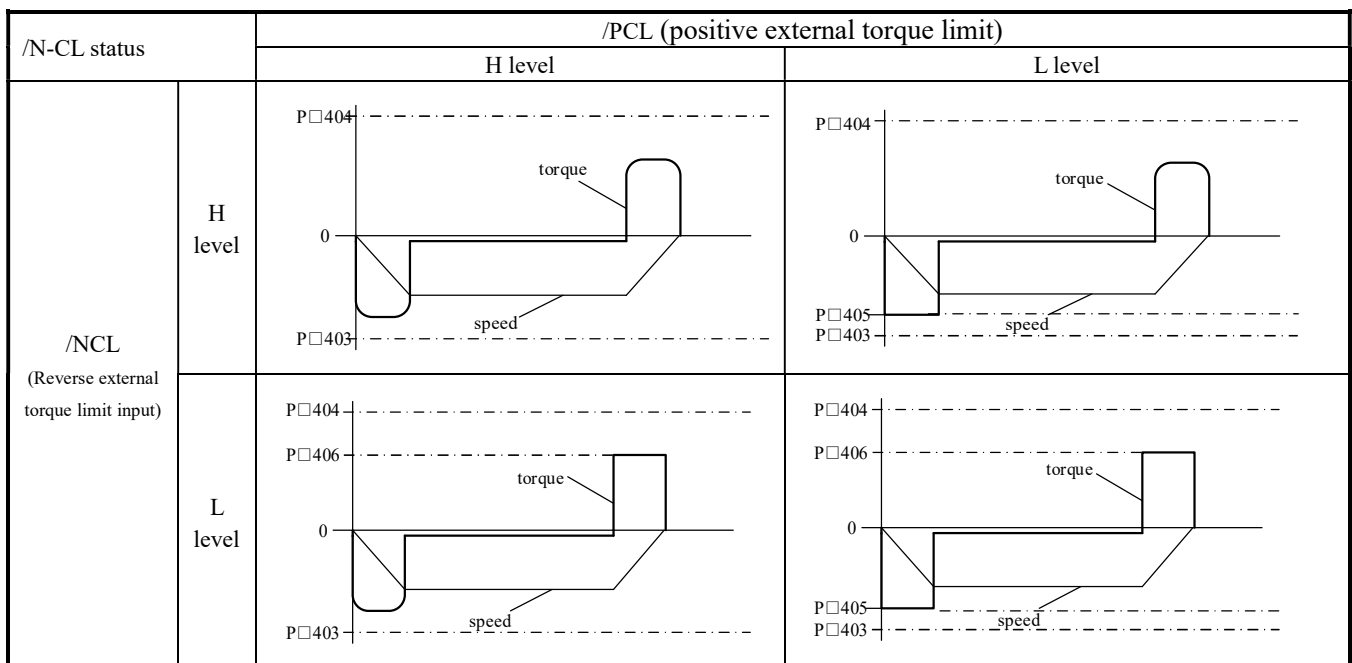 /N-CL status
/PCL (positive external torque limit)
H level
L level
/NCL
(Reverse external
torque limit input)
H
level
P□404
torque
0
speed
P□403
P□404
torque
0
P□405
speed
P□403
L
level
P□404
P□406
torque
0
speed
P□403
P□404
P□406
torque
0
P□405
speed
P□403